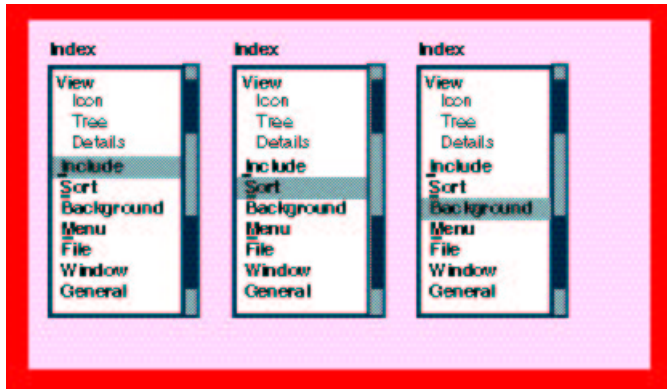 Index
View
Icon
Tree
Details
Include
Sort
Background
Menu
File
Window
General
Index
View
Icon
Tree
Details
Include
Sort
Background
Menu
File
Window
General
Index
View
Icon
Tree
Details
Include
Sort
Background
Menu
File
Window
General